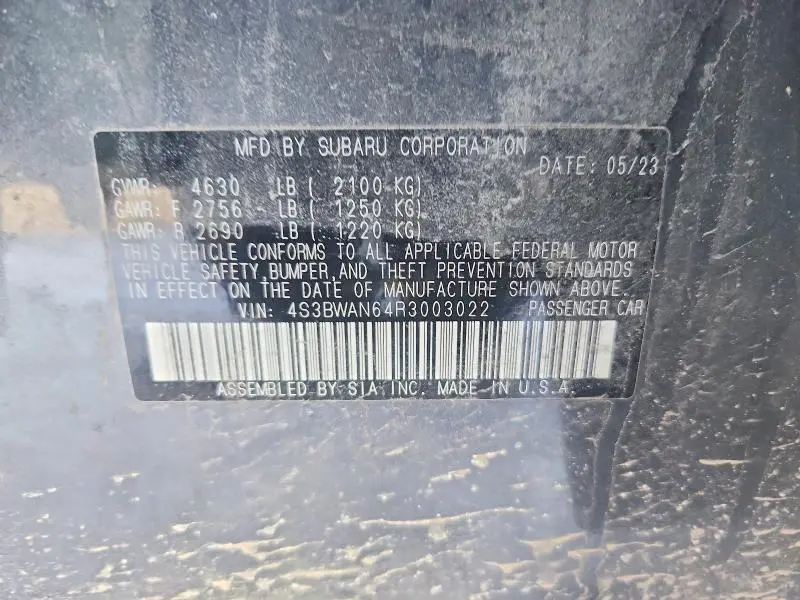 MFD BY SUBARU CORPORATION
DATE: 05/23
GVWR: 4630 LB ( 2100 KG)
GAWR: F 2756 LB ( 1250 KG)
GAWR: R 2690 LB ( 1220 KG)
THIS VEHICLE CONFORMS TO ALL APPLICABLE FEDERAL MOTOR
VEHICLE SAFETY, BUMPER, AND THEFT PREVENTION STANDARDS
IN EFFECT ON THE DATE OF MANUFACTURE SHOWN ABOVE.
VIN: 4S3BWAN64R3003022 PASSENGER CAR
ASSEMBLED BY SIA INC. MADE IN U.S.A.